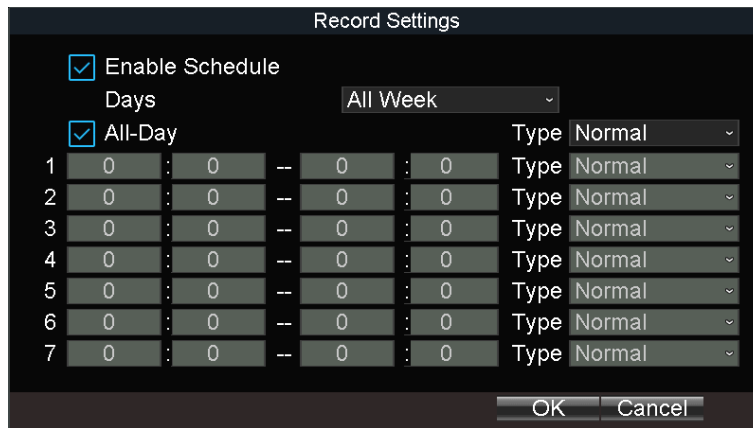 Record Settings
Enable Schedule
Days All Week
All-Day Type Normal
1 0 : 0 -- 0 : 0 Type Normal
2 0 : 0 -- 0 : 0 Type Normal
3 0 : 0 -- 0 : 0 Type Normal
4 0 : 0 -- 0 : 0 Type Normal
5 0 : 0 -- 0 : 0 Type Normal
6 0 : 0 -- 0 : 0 Type Normal
7 0 : 0 -- 0 : 0 Type Normal
OK Cancel